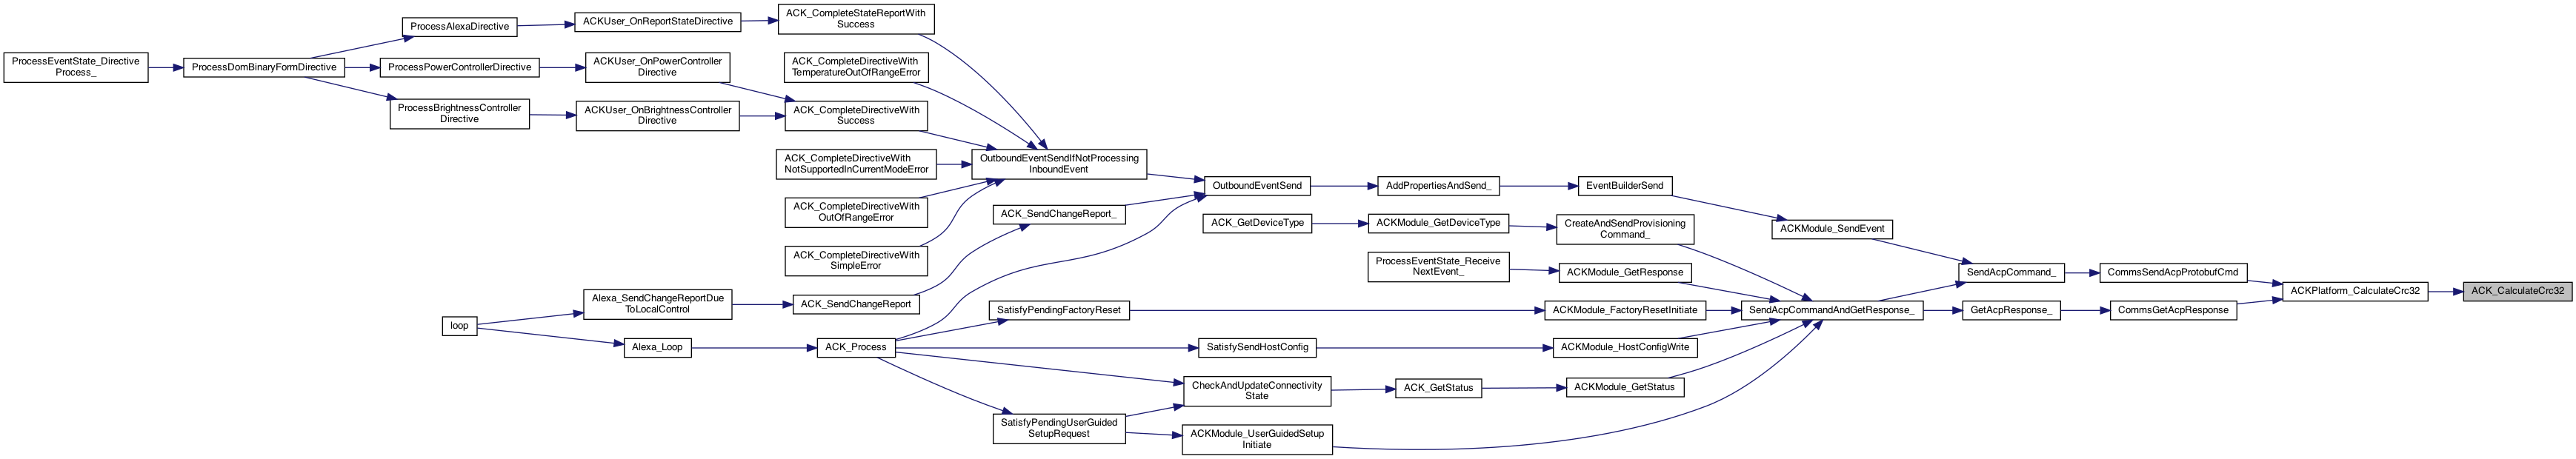 ProcessEventState_Directive
Process_
ProcessDomBinaryFormDirective
ProcessAlexaDirective
ProcessPowerControllerDirective
ProcessBrightnessController
Directive
ACKUser_OnReportStateDirective
ACKUser_OnPowerController
Directive
ACKUser_OnBrightnessController
Directive
ACK_CompleteStateReportWith
Success
ACK_CompleteDirectiveWith
TemperatureOutOfRangeError
ACK_CompleteDirectiveWith
Success
ACK_CompleteDirectiveWith
NotSupportedInCurrentModeError
ACK_CompleteDirectiveWith
OutOfRangeError
ACK_CompleteDirectiveWith
SimpleError
OutboundEventSendIfNotProcessing
InboundEvent
ACK_SendChangeReport_
OutboundEventSend
AddPropertiesAndSend_
EventBuilderSend
ACK_GetDeviceType
ACKModule_GetDeviceType
CreateAndSendProvisioning
Command_
ACKModule_SendEvent
ProcessEventState_Receive
NextEvent_
ACKModule_GetResponse
SendAcpCommand_
CommsSendAcpProtobufCmd
ACKPlatform_CalculateCrc32
ACK_CalculateCrc32
loop
Alexa_SendChangeReportDue
ToLocalControl
ACK_SendChangeReport
SatisfyPendingFactoryReset
ACKModule_FactoryResetInitiate
SendAcpCommandAndGetResponse_
GetAcpResponse_
CommsGetAcpResponse
Alexa_Loop
ACK_Process
SatisfySendHostConfig
ACKModule_HostConfigWrite
CheckAndUpdateConnectivity
State
ACK_GetStatus
ACKModule_GetStatus
SatisfyPendingUserGuided
SetupRequest
ACKModule_UserGuidedSetup
Initiate